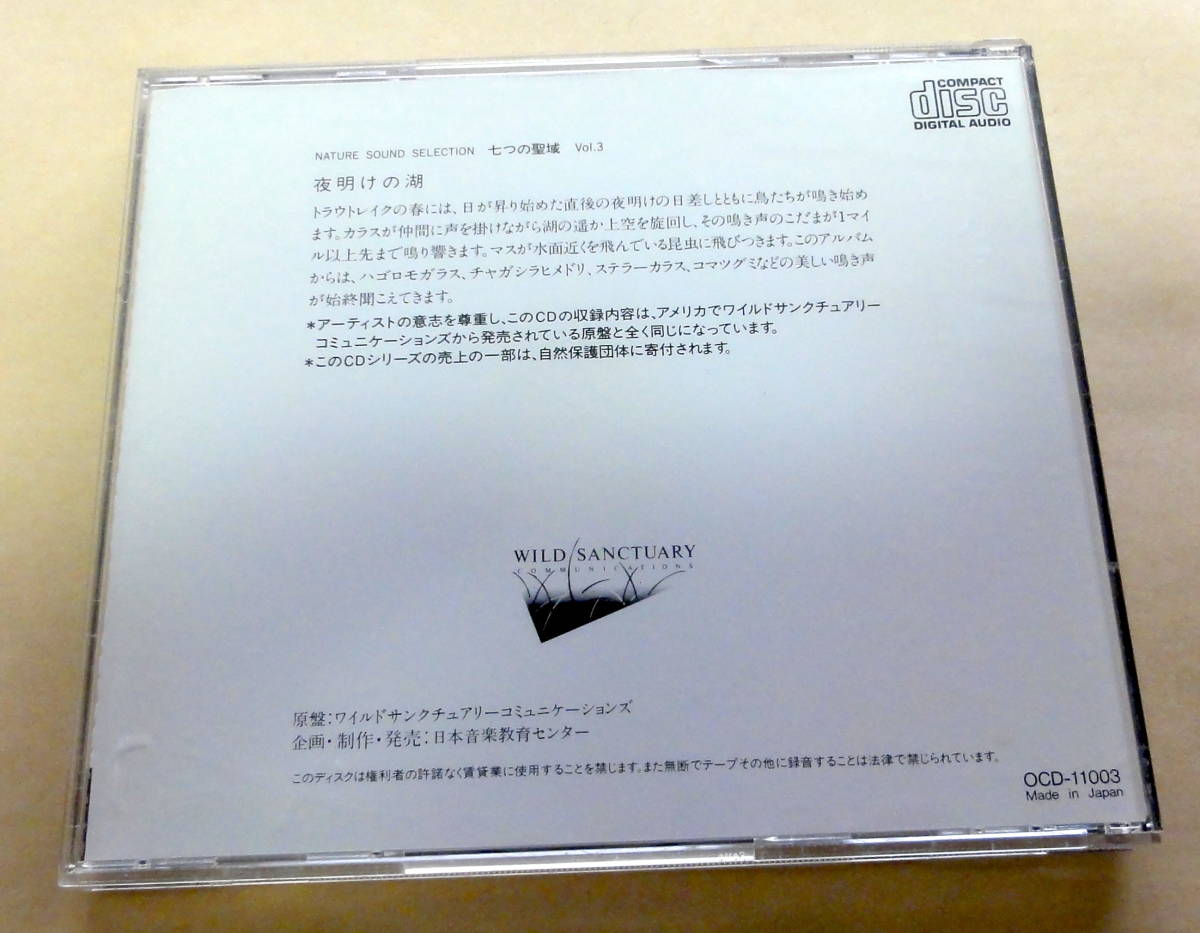 COMPACT
disc
DIGITAL AUDIO
NATURE SOUND SELECTION 七つの聖域 Vol.3
夜明けの湖
トラウトレイクの春には、日が昇り始めた直後の夜明けの日差しとともに鳥たちが鳴き始め
ます。カラスが仲間に声を掛けながら湖の遥か上空を旋回し、その鳴き声のこだまが1マイ
ル以上先まで鳴り響きます。マスが水面近くを飛んでいる昆虫に飛びつきます。このアルバム
からは、ハゴロモガラス、チャガシラヒメドリ、ステラーカラス、コマツグミなどの美しい鳴き声
が始終聞こえてきます。
*アーティストの意志を尊重し、このCDの収録内容は、アメリカでワイルドサンクチュアリー
コミュニケーションズから発売されている原盤と全く同じになっています。
*このCDシリーズの売上の一部は、自然保護団体に寄付されます。
WILD SANCTUARY
COMMUNICATIONS
原盤:ワイルドサンクチュアリーコミュニケーションズ
企画・制作・発売:日本音楽教育センター
このディスクは権利者の許諾なく賃貸業に使用することを禁じます。また無断でテープその他に録音することは法律で禁じられています。
OCD-11003
Made in Japan